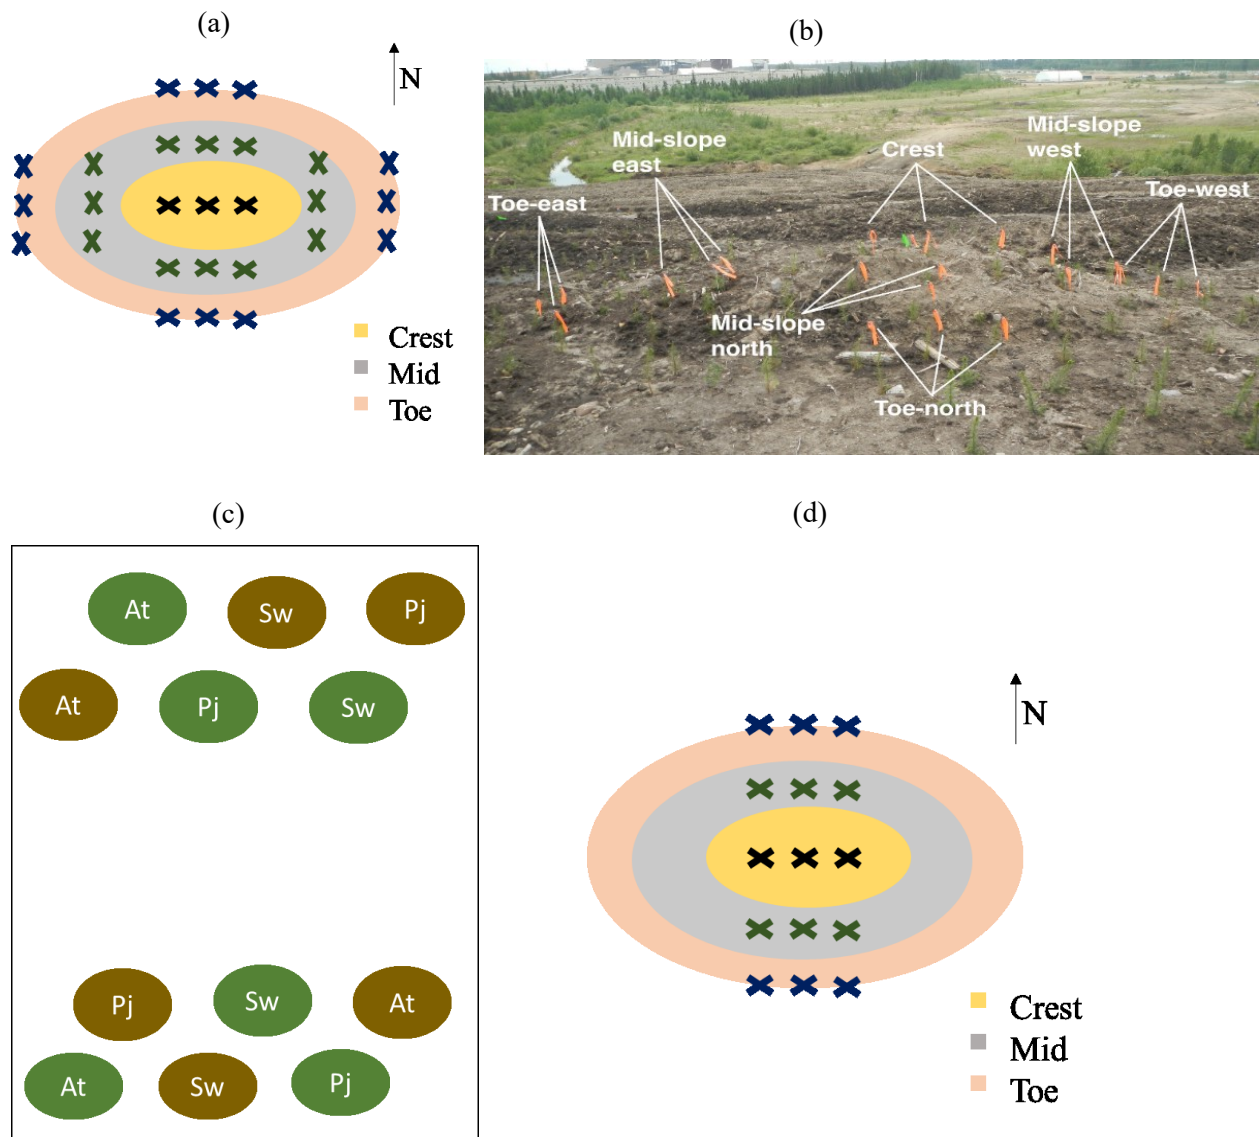 (a)
N
Crest
Mid
Toe
(b)
Mid-slope
east
Crest
Mid-slope
west
Toe-east
Toe-west
Mid-slope
north
Toe-north
(c)
At
Sw
Pj
At
Pj
Sw
Pj
Sw
At
At
Sw
Pj
(d)
N
Crest
Mid
Toe